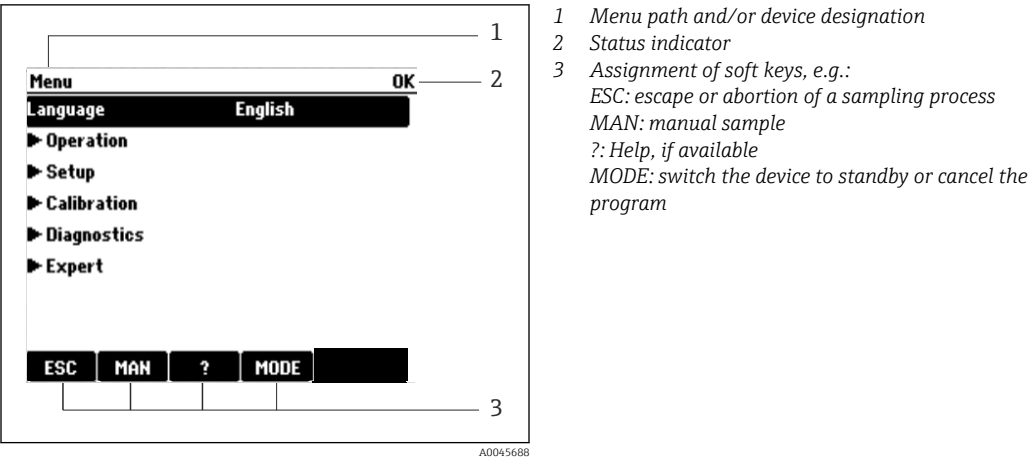 1
Menu OK 2
Language English
Operation
Setup
Calibration
Diagnostics
Expert
ESC MAN ? MODE
3
A0045688
1 Menu path and/or device designation
2 Status indicator
3 Assignment of soft keys, e.g.:
ESC: escape or abortion of a sampling process
MAN: manual sample
?: Help, if available
MODE: switch the device to standby or cancel the
program